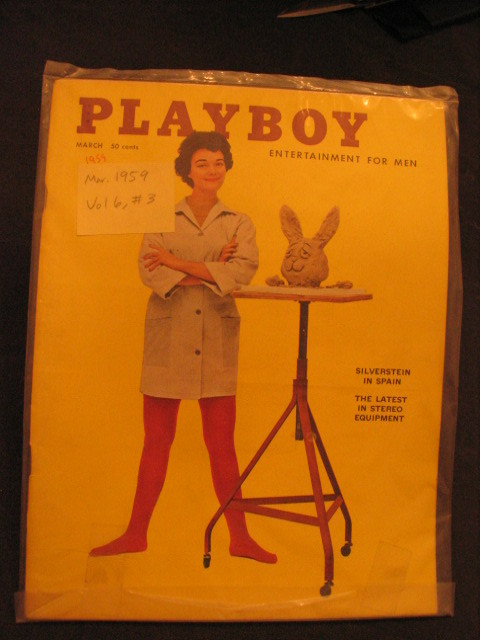 PLAYBOY
MARCH 50 cents
ENTERTAINMENT FOR MEN
1959
Mar. 1959
Vol 6, #3
SILVERSTEIN
IN SPAIN
THE LATEST
IN STEREO
EQUIPMENT